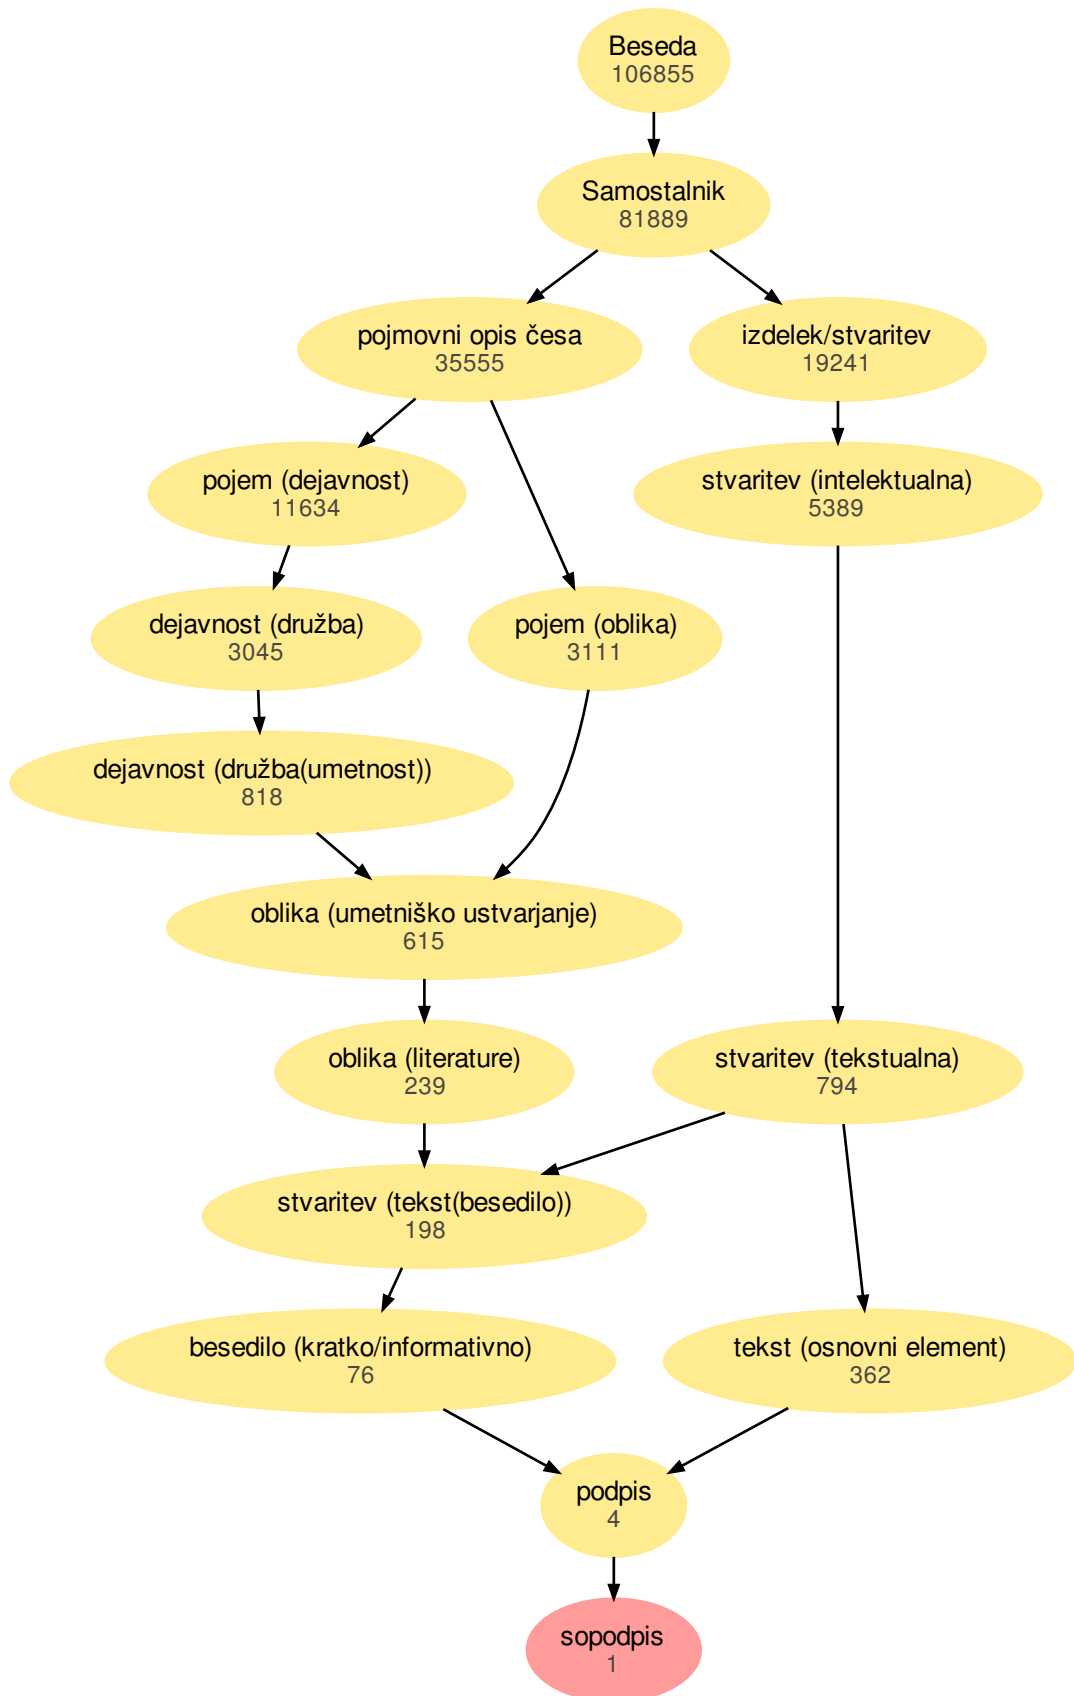 Beseda
106855
Samostalnik
81889
pojmovni opis česa
35555
izdelek/stvaritev
19241
pojem (dejavnost)
11634
stvaritev (intelektualna)
5389
dejavnost (družba)
3045
pojem (oblika)
3111
dejavnost (družba(umetnost))
818
oblika (umetniško ustvarjanje)
615
oblika (literature)
239
stvaritev (tekstualna)
794
stvaritev (tekst(besedilo))
198
besedilo (kratko/informativno)
76
tekst (osnovni element)
362
podpis
4
sopodpis
1